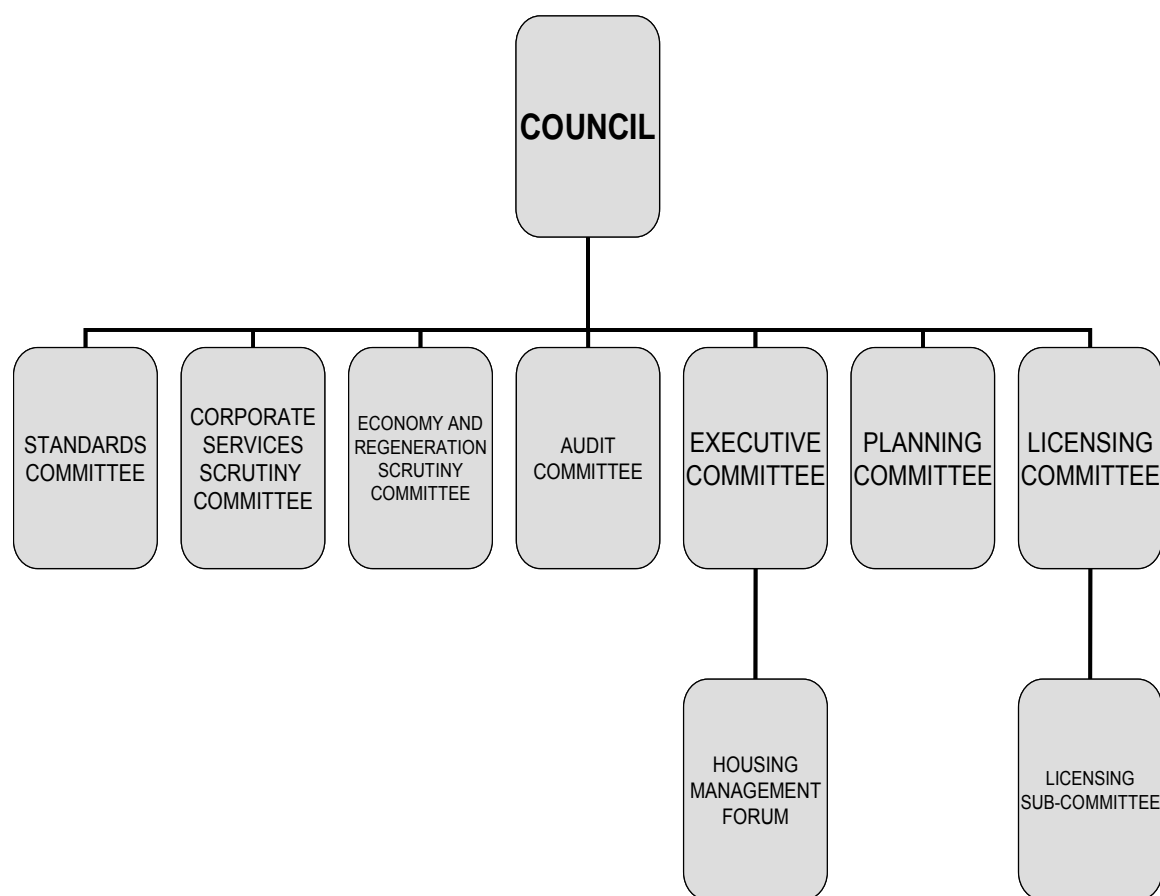 COUNCIL
STANDARDS
COMMITTEE
CORPORATE
SERVICES
SCRUTINY
COMMITTEE
ECONOMY AND
REGENERATION
SCRUTINY
COMMITTEE
AUDIT
COMMITTEE
EXECUTIVE
COMMITTEE
PLANNING
COMMITTEE
LICENSING
COMMITTEE
HOUSING
MANAGEMENT
FORUM
LICENSING
SUB-COMMITTEE